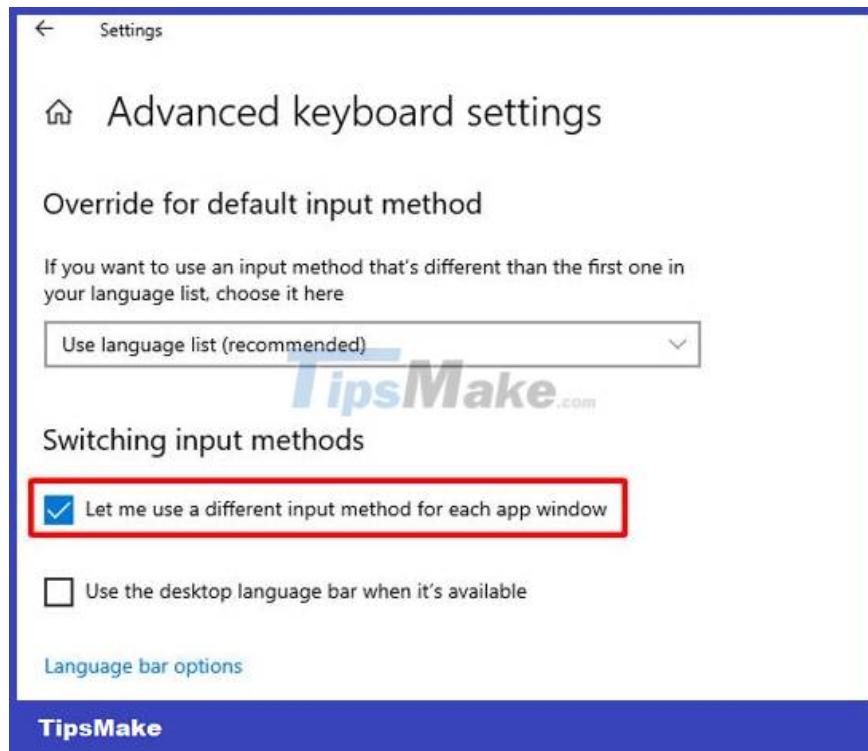 Settings
Advanced keyboard settings
Override for default input method
If you want to use an input method that's different than the first one in
your language list, choose it here
Use language list (recommended)
TipsMake.com
Switching input methods
Let me use a different input method for each app window
Use the desktop language bar when it's available
Language bar options
TipsMake